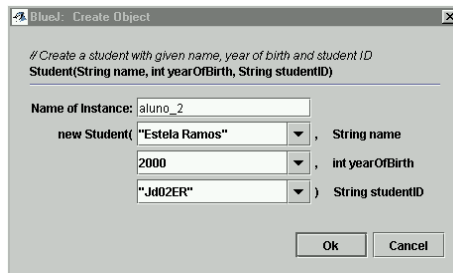 BlueJ: Create Object
// Create a student with given name, year of birth and student ID
Student(String name, int yearOfBirth, String studentID)
Name of Instance: aluno_2
new Student( "Estela Ramos" , String name
2000 , int yearOfBirth
"Jd02ER" ) String studentID
Ok Cancel